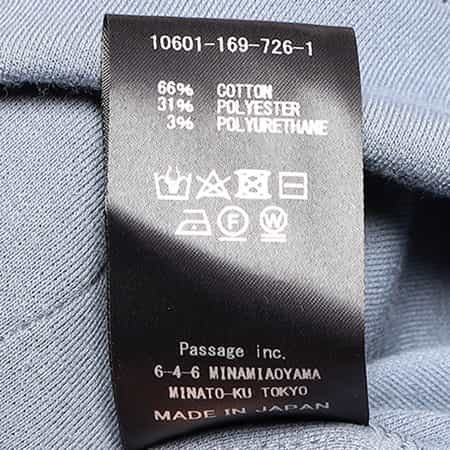 10601-169-726-1
66% COTTON
31% POLYESTER
3% POLYURETHANE
F W
Passage inc.
6-4-6 MINAMIAOYAMA
MINATO-KU TOKYO
MADE IN JAPAN